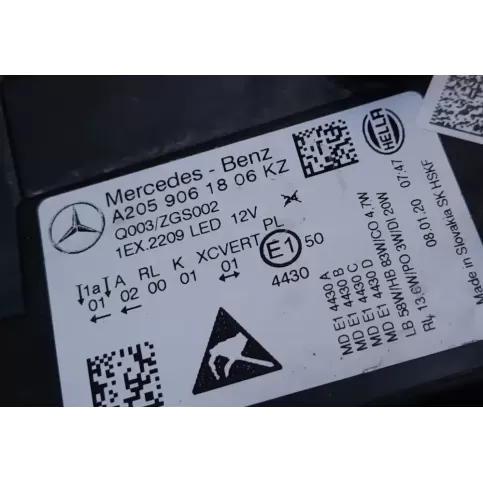 Mercedes - Benz
A205 906 18 06 KZ
Q003/ZGS002
1EX.2209 LED 12V
1a A RL K XCVERT PL
01 02 00 01 01
E1 50
4430
HELLA
MD E1 4430 A
MD E1 4430 B
MD E1 4430 C
MD E1 4430 D
LB 58W/HB 83W/CO 4.7W
13.6W/PO 3W/DI 20W
08.01.20 07:47
Made in Slovakia SK HSKF